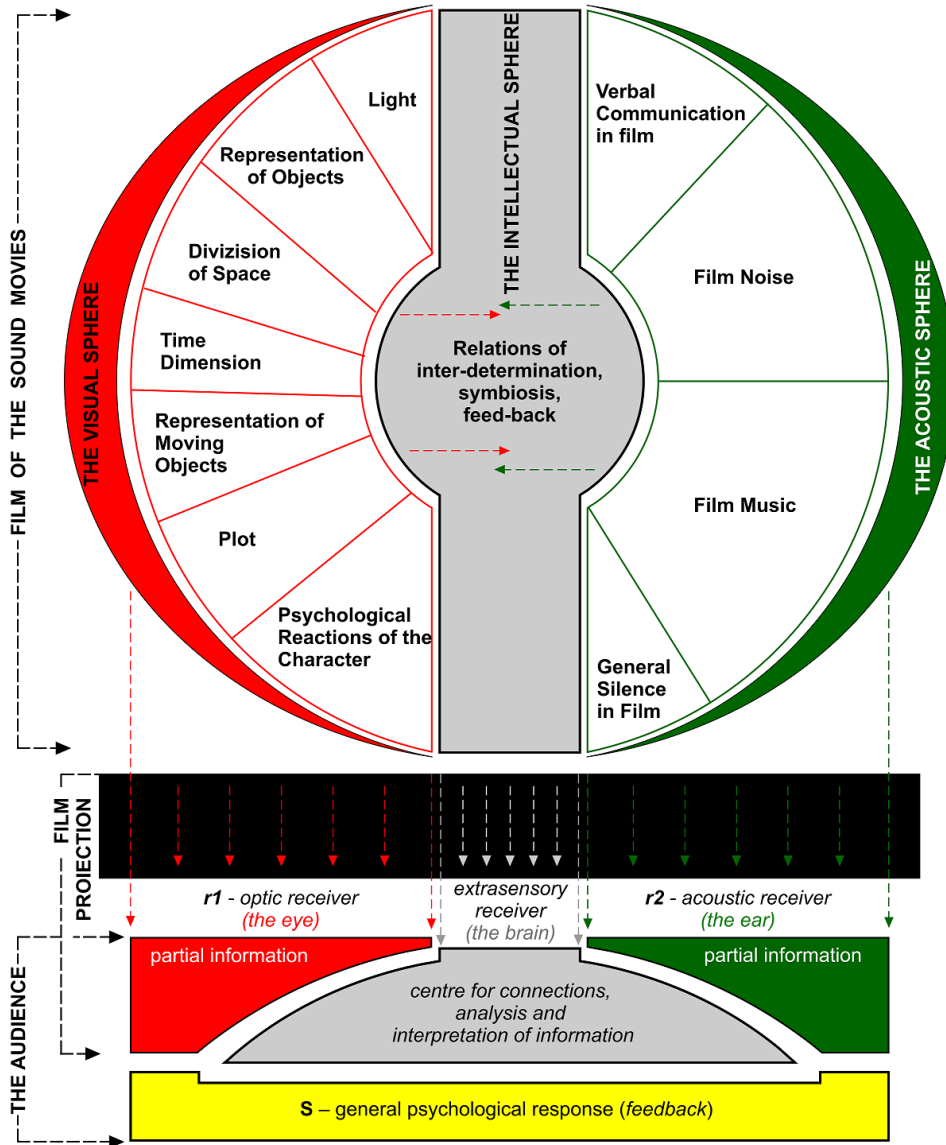 FILM OF THE SOUND MOVIES
THE VISUAL SPHERE
Light
Representation
of Objects
Divizision
of Space
Time
Dimension
Representation of
Moving
Objects
Plot
Psychological
Reactions of the
Character
THE INTELLECTUAL SPHERE
Relations of
inter-determination,
symbiosis,
feed-back
Verbal
Communication
in film
Film Noise
Film Music
General
Silence
in Film
THE ACOUSTIC SPHERE
FILM
PROIECTION
r1 - optic receiver
(the eye)
extrasensory
receiver
(the brain)
r2 - acoustic receiver
(the ear)
THE AUDIENCE
partial information
centre for connections,
analysis and
interpretation of information
partial information
S – general psychological response (feedback)